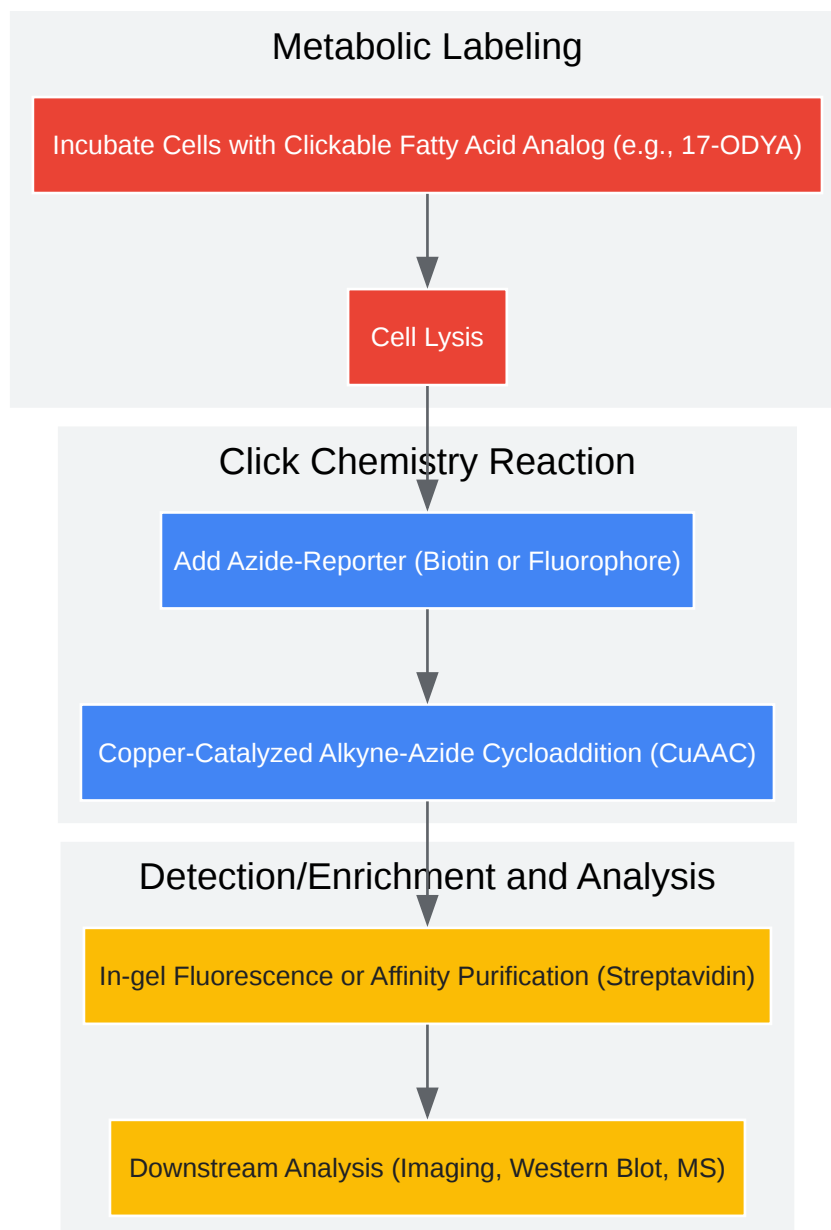 Metabolic Labeling
Incubate Cells with Clickable Fatty Acid Analog (e.g., 17-ODYA)
Cell Lysis
Click Chemistry Reaction
Add Azide-Reporter (Biotin or Fluorophore)
Copper-Catalyzed Alkyne-Azide Cycloaddition (CuAAC)
Detection/Enrichment and Analysis
In-gel Fluorescence or Affinity Purification (Streptavidin)
Downstream Analysis (Imaging, Western Blot, MS)